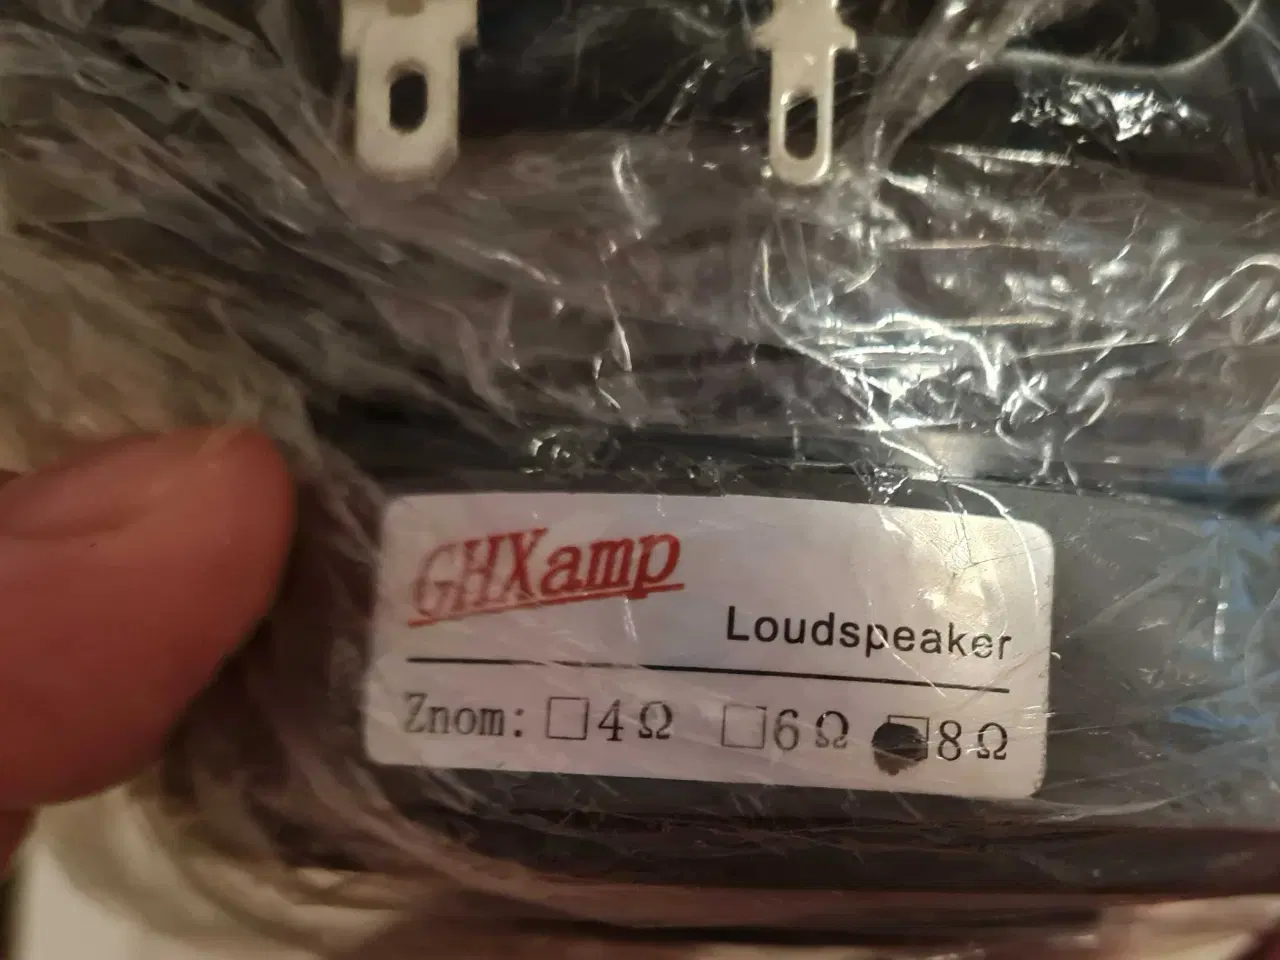 GHXamp
Loudspeaker
Znom: □4Ω □6Ω ■8Ω